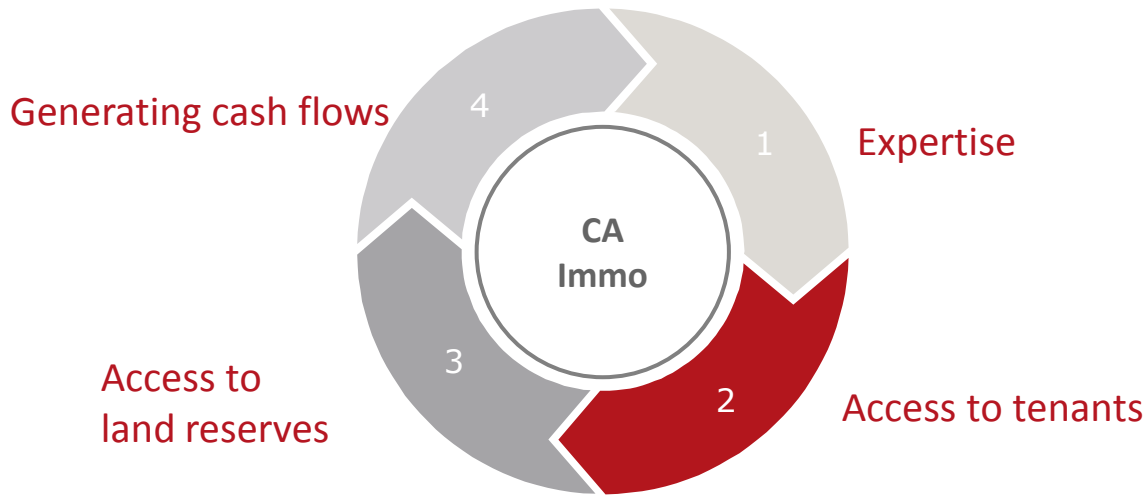 4
Generating cash flows
1
Expertise
CA
Immo
3
Access to
land reserves
2
Access to tenants